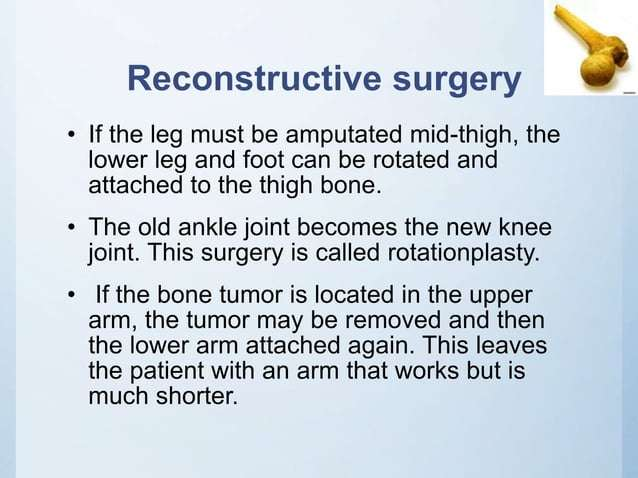 Reconstructive surgery
• If the leg must be amputated mid-thigh, the
lower leg and foot can be rotated and
attached to the thigh bone.
• The old ankle joint becomes the new knee
joint. This surgery is called rotationplasty.
• If the bone tumor is located in the upper
arm, the tumor may be removed and then
the lower arm attached again. This leaves
the patient with an arm that works but is
much shorter.